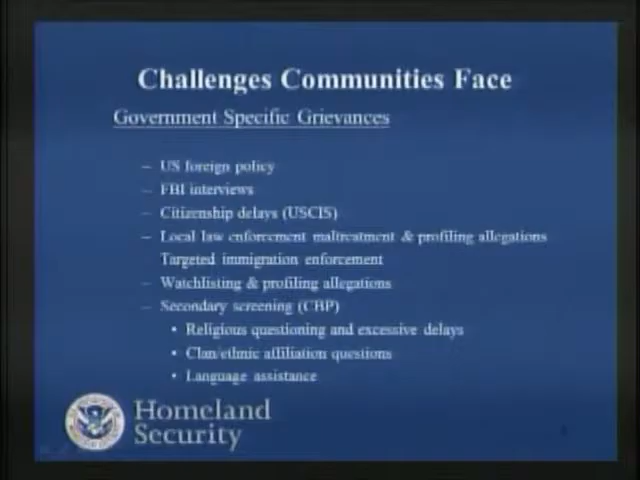 Challenges Communities Face
Government Specific Grievances
– US foreign policy
– FBI interviews
– Citizenship delays (USCIS)
– Local law enforcement maltreatment & profiling allegations
Targeted immigration enforcement
– Watchlisting & profiling allegations
– Secondary screening (CBP)
• Religious questioning and excessive delays
• Clan/ethnic affiliation questions
• Language assistance
Homeland
Security